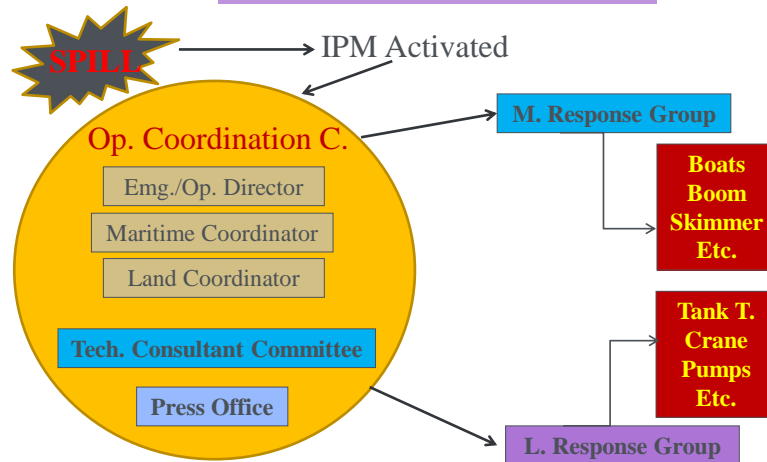 SPILL
IPM Activated
Op. Coordination C.
Emg./Op. Director
Maritime Coordinator
Land Coordinator
Tech. Consultant Committee
Press Office
M. Response Group
Boats
Boom
Skimmer
Etc.
Tank T.
Crane
Pumps
Etc.
L. Response Group